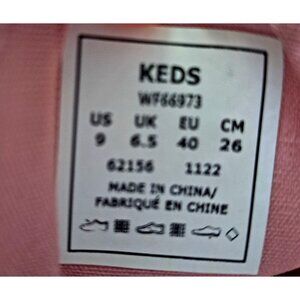 KEDS
WF66973
US UK EU CM
9 6.5 40 26
62156 1122
MADE IN CHINA/
FABRIQUÉ EN CHINE